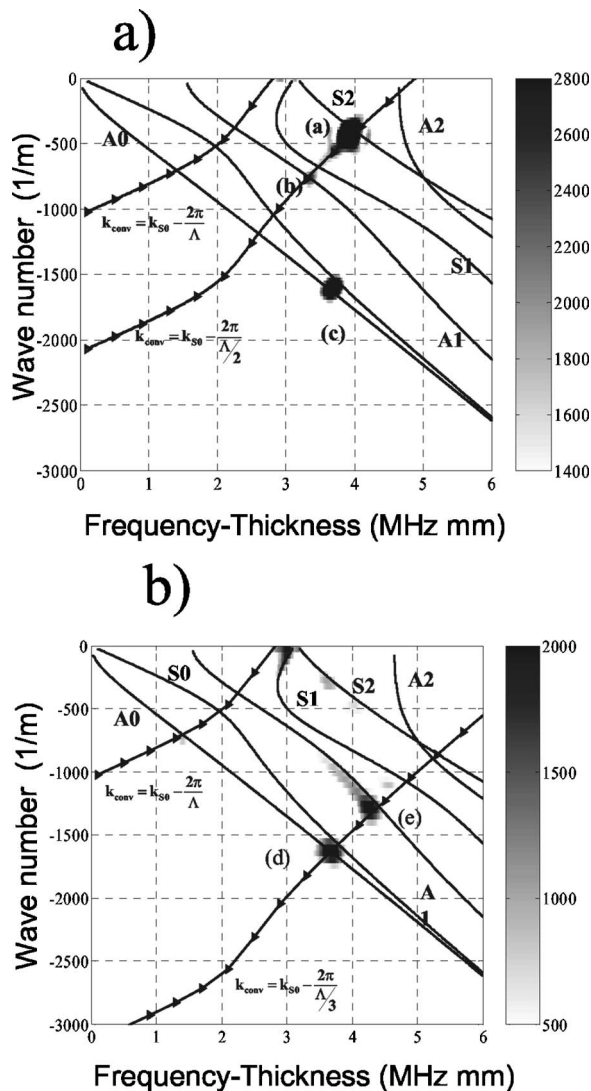 a)
0
-500
-1000
-1500
-2000
-2500
-3000
Wave number (1/m)
0 1 2 3 4 5 6
Frequency-Thickness (MHz mm)
A0
S2
A2
(a)
(b)
k_conv = k_S0 - 2π/Λ
S1
k_conv = k_S0 - 2π/(Λ/2)
(c)
A1
2800
2600
2400
2200
2000
1800
1600
1400
b)
0
-500
-1000
-1500
-2000
-2500
-3000
Wave number (1/m)
0 1 2 3 4 5 6
Frequency-Thickness (MHz mm)
S0
A0
S1
S2
A2
k_conv = k_S0 - 2π/Λ
(e)
(d)
A
1
k_conv = k_S0 - 2π/(Λ/3)
2000
1500
1000
500